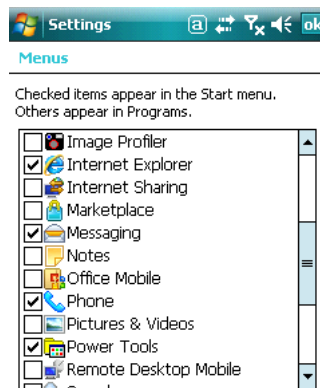 Settings
a
ok
Menus
Checked items appear in the Start menu.
Others appear in Programs.
Image Profiler
Internet Explorer
Internet Sharing
Marketplace
Messaging
Notes
Office Mobile
Phone
Pictures & Videos
Power Tools
Remote Desktop Mobile